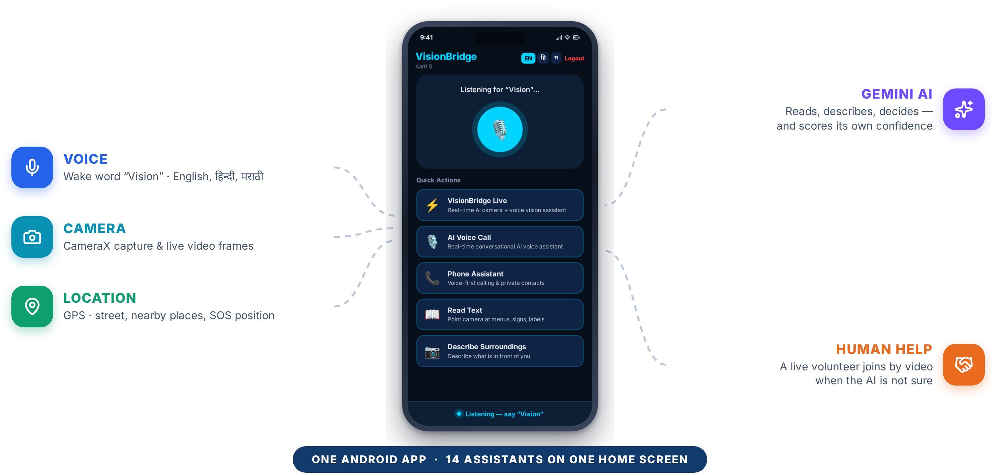 9:41
VisionBridge
Aarti S.
EN हि म Logout
Listening for “Vision”...
Quick Actions
VisionBridge Live
Real-time AI camera + voice vision assistant
AI Voice Call
Real-time conversational AI voice assistant
Phone Assistant
Voice-first calling & private contacts
Read Text
Point camera at menus, signs, labels
Describe Surroundings
Describe what is in front of you
Listening — say “Vision”
VOICE
Wake word “Vision” · English, हिन्दी, मराठी
CAMERA
CameraX capture & live video frames
LOCATION
GPS · street, nearby places, SOS position
GEMINI AI
Reads, describes, decides —
and scores its own confidence
HUMAN HELP
A live volunteer joins by video
when the AI is not sure
ONE ANDROID APP · 14 ASSISTANTS ON ONE HOME SCREEN